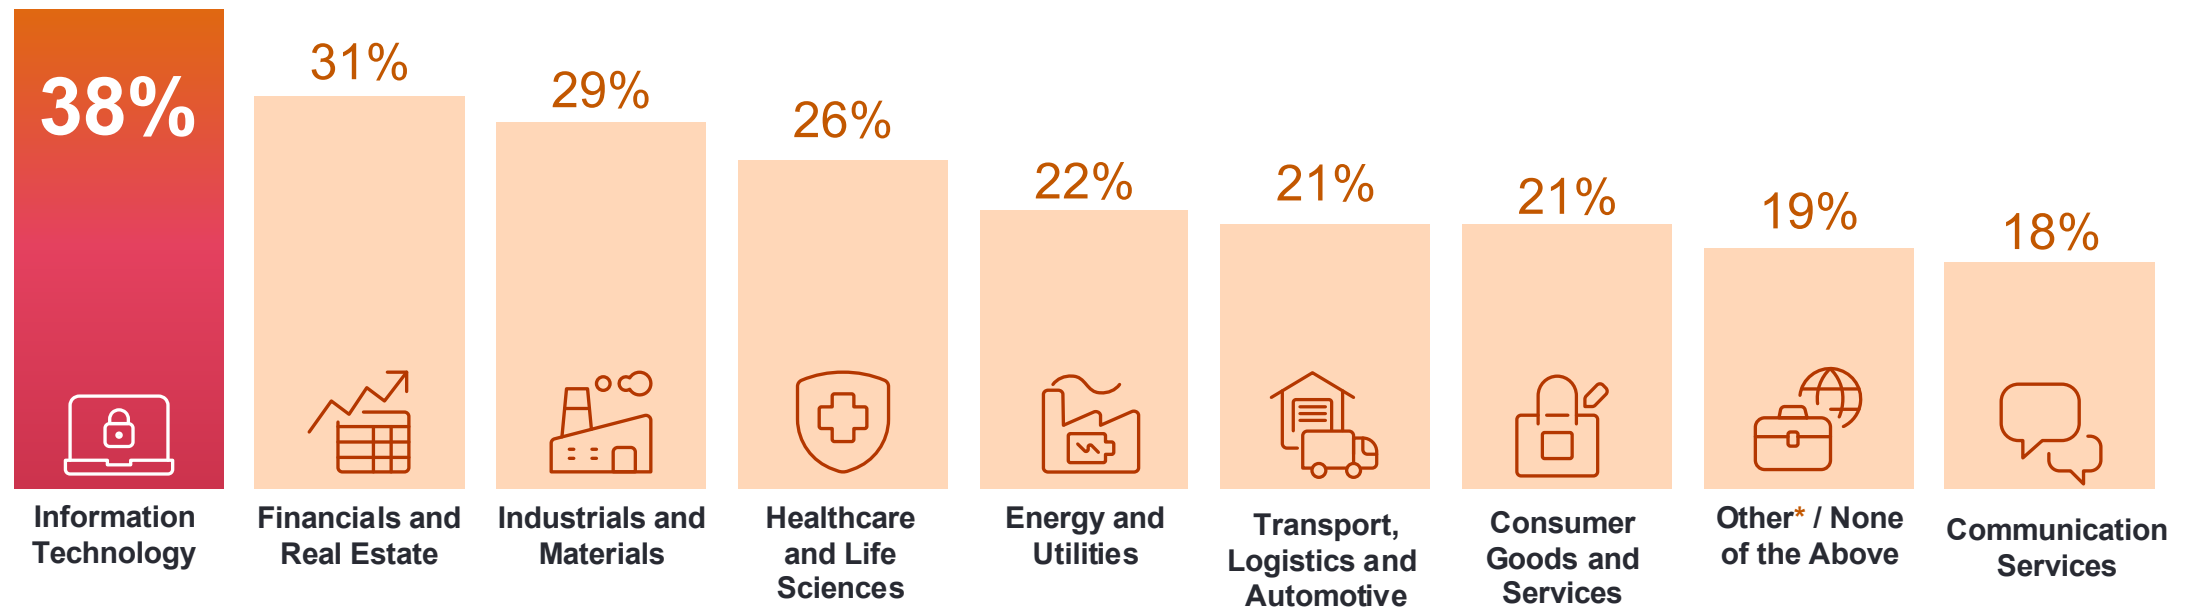 38%
31%
29%
26%
22%
21%
21%
19%
18%
Information
Technology
Financials and
Real Estate
Industrials and
Materials
Healthcare
and Life
Sciences
Energy and
Utilities
Transport,
Logistics and
Automotive
Consumer
Goods and
Services
Other* / None
of the Above
Communication
Services